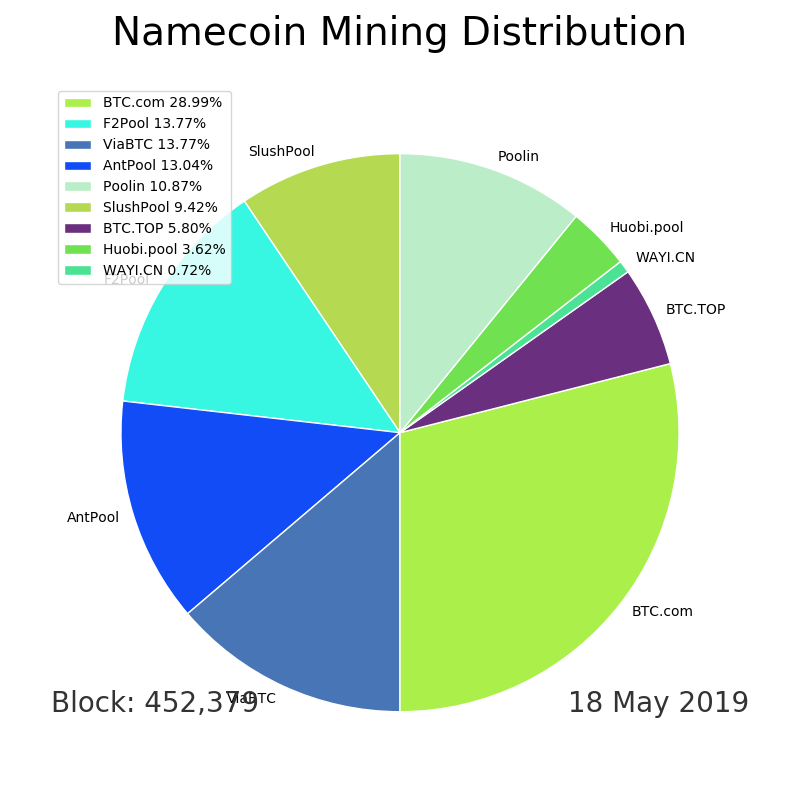 Namecoin Mining Distribution
BTC.com 28.99%
F2Pool 13.77%
ViaBTC 13.77%
AntPool 13.04%
Poolin 10.87%
SlushPool 9.42%
BTC.TOP 5.80%
Huobi.pool 3.62%
WAYI.CN 0.72%
SlushPool
Poolin
Huobi.pool
WAYI.CN
F2Pool
BTC.TOP
AntPool
BTC.com
ViaBTC
Block: 452,379
18 May 2019